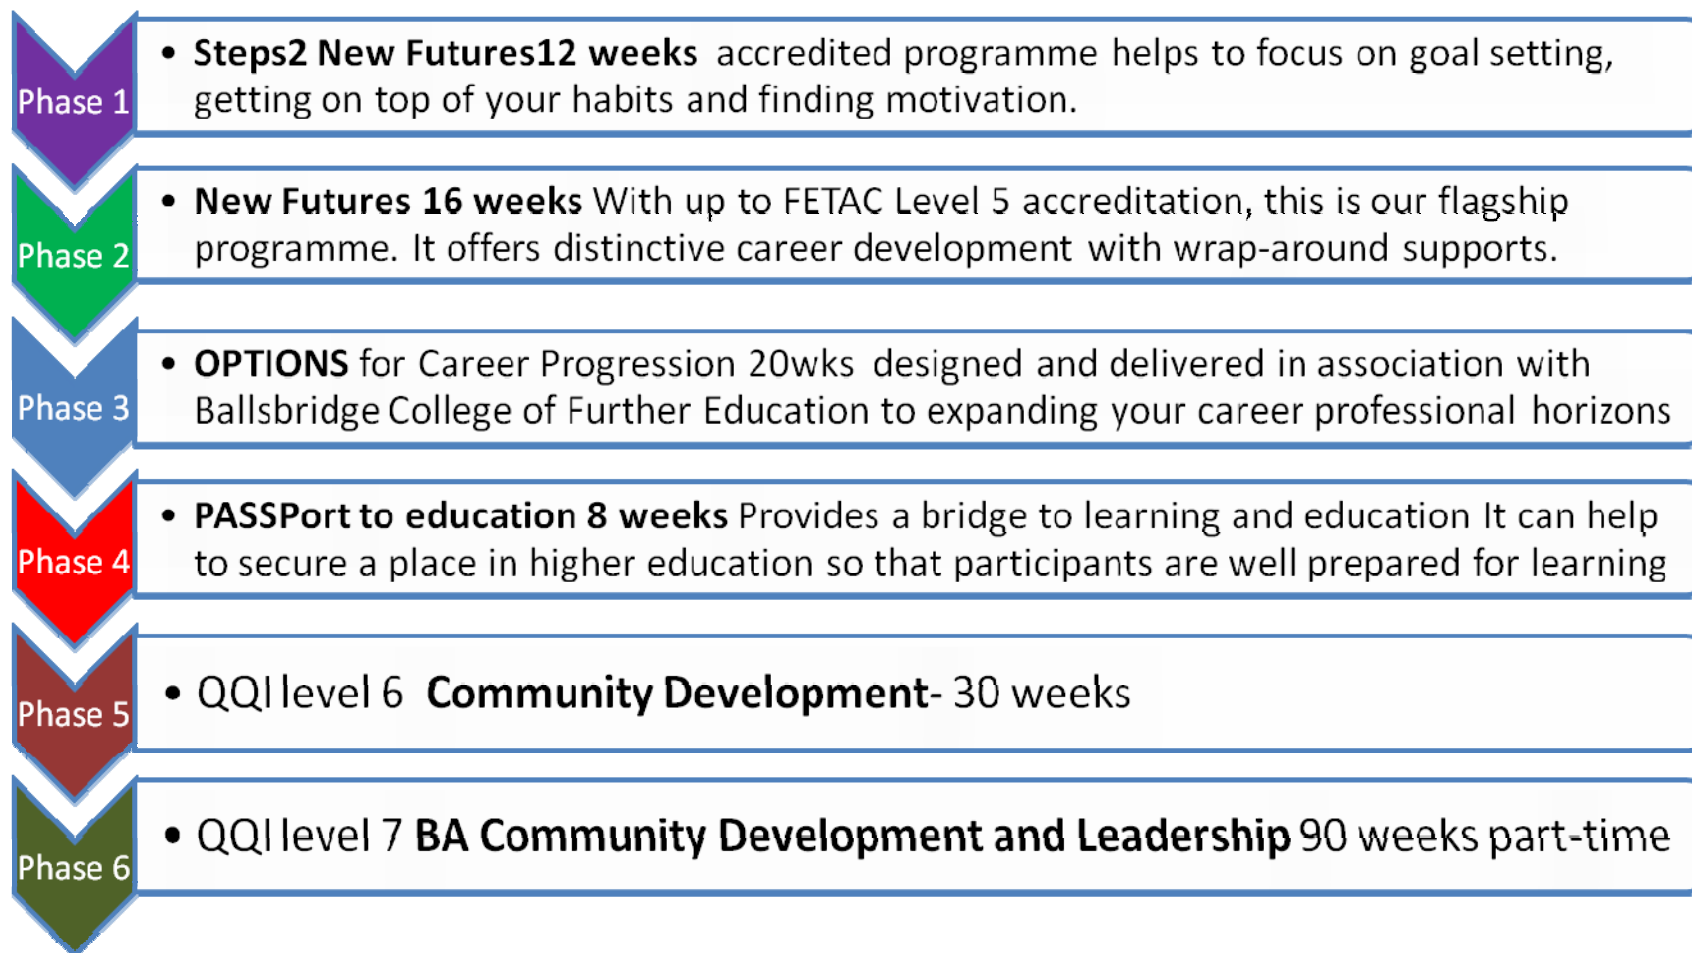 Phase 1
• Steps2 New Futures12 weeks accredited programme helps to focus on goal setting,
getting on top of your habits and finding motivation.
Phase 2
• New Futures 16 weeks With up to FETAC Level 5 accreditation, this is our flagship
programme. It offers distinctive career development with wrap-around supports.
Phase 3
• OPTIONS for Career Progression 20wks designed and delivered in association with
Ballsbridge College of Further Education to expanding your career professional horizons
Phase 4
• PASSPort to education 8 weeks Provides a bridge to learning and education It can help
to secure a place in higher education so that participants are well prepared for learning
Phase 5
• QQI level 6 Community Development- 30 weeks
Phase 6
• QQI level 7 BA Community Development and Leadership 90 weeks part-time